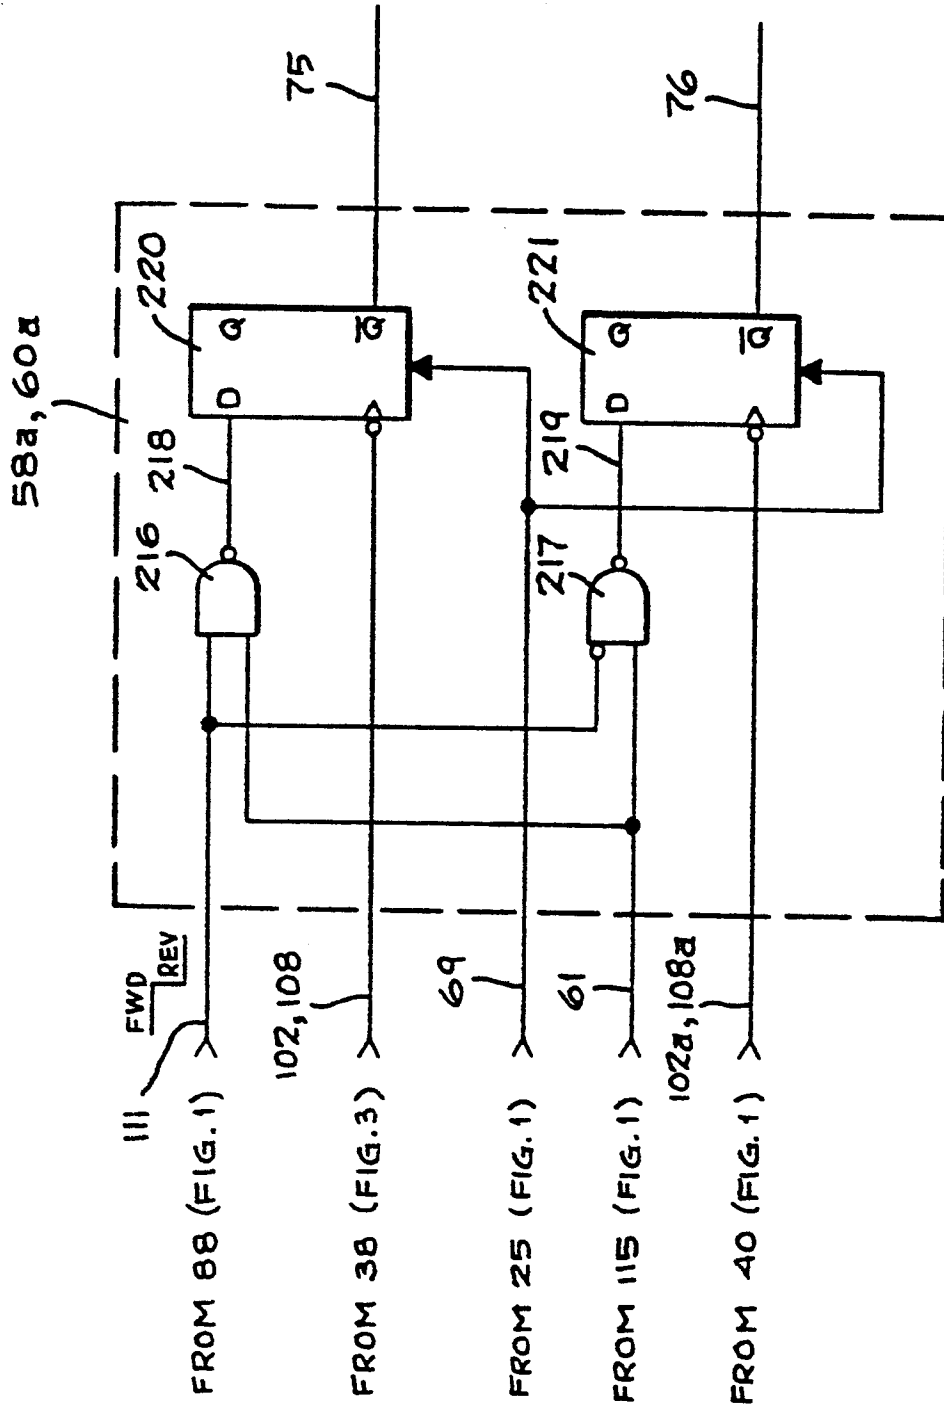 58a, 60a
FROM 88 (FIG. 1)
111
FWD
REV
216
218
220
D
Q
Q̅
75
FROM 38 (FIG. 3)
102, 108
FROM 25 (FIG. 1)
69
FROM 115 (FIG. 1)
61
217
219
221
D
Q
Q̅
76
FROM 40 (FIG. 1)
102a, 108a